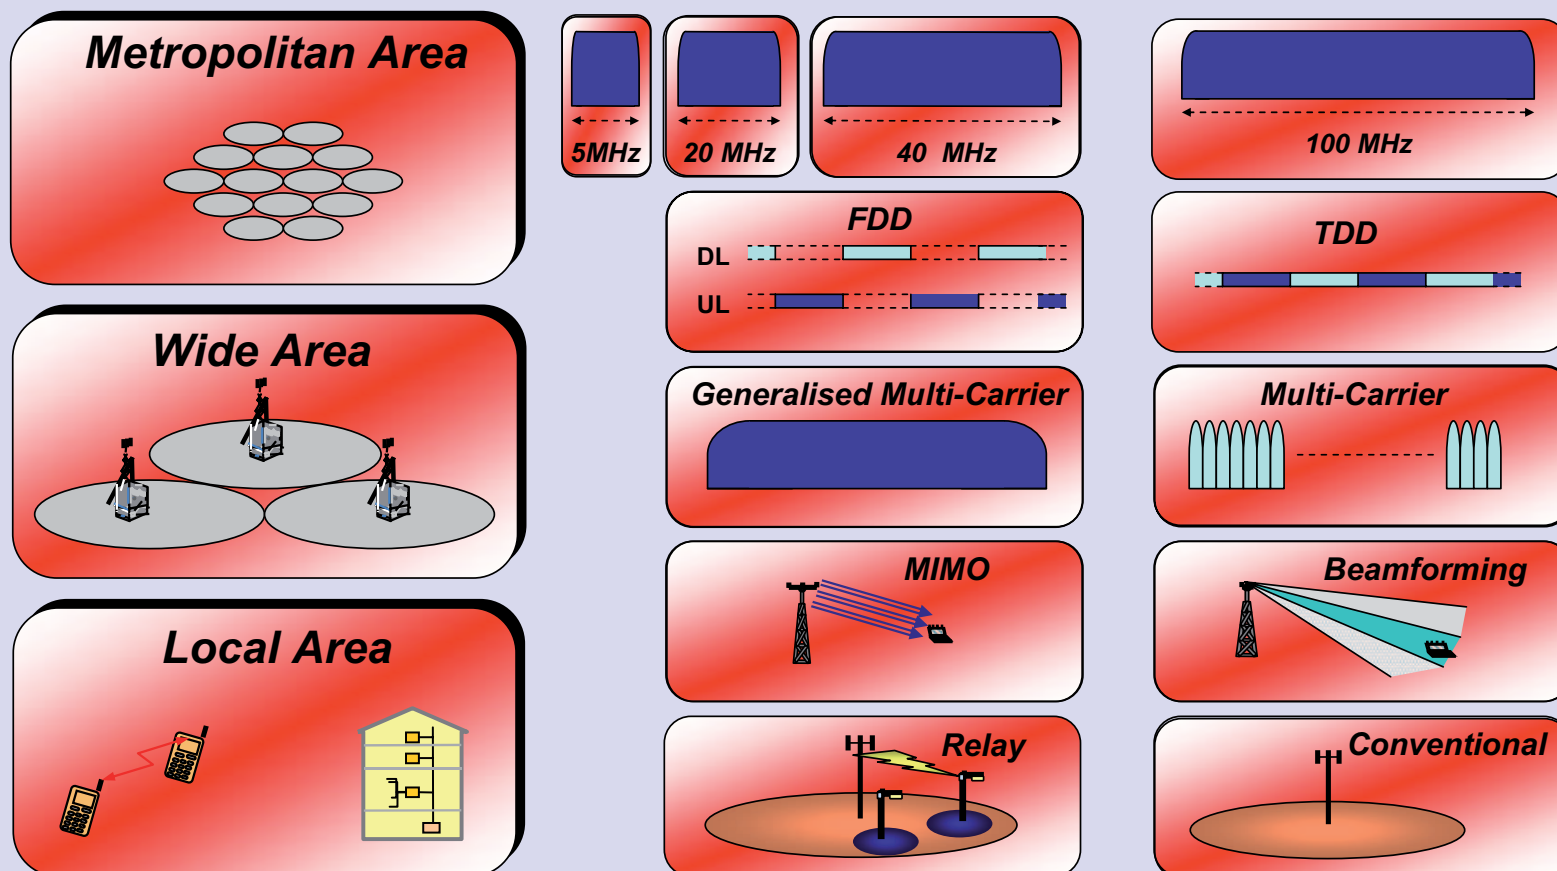 Metropolitan Area
5MHz
20 MHz
40 MHz
100 MHz
FDD
DL
UL
TDD
Wide Area
Generalised Multi-Carrier
Multi-Carrier
MIMO
Beamforming
Local Area
Relay
Conventional